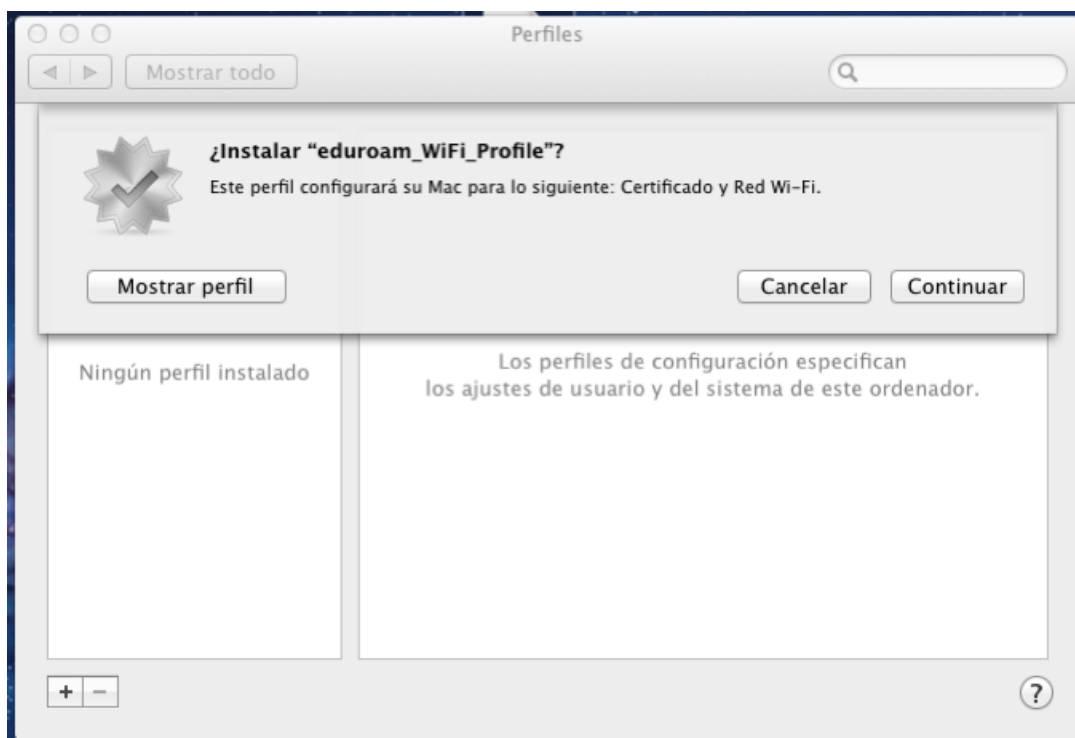 Perfiles
Mostrar todo
¿Instalar “eduroam_WiFi_Profile”?
Este perfil configurará su Mac para lo siguiente: Certificado y Red Wi-Fi.
Mostrar perfil
Cancelar
Continuar
Ningún perfil instalado
Los perfiles de configuración especifican
los ajustes de usuario y del sistema de este ordenador.
+
−
?